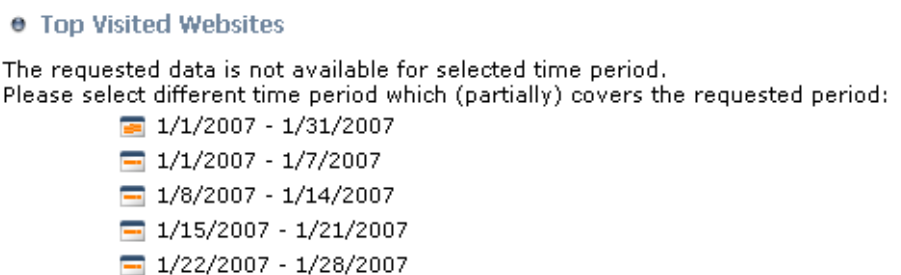 Top Visited Websites
The requested data is not available for selected time period.
Please select different time period which (partially) covers the requested period:
1/1/2007 - 1/31/2007
1/1/2007 - 1/7/2007
1/8/2007 - 1/14/2007
1/15/2007 - 1/21/2007
1/22/2007 - 1/28/2007